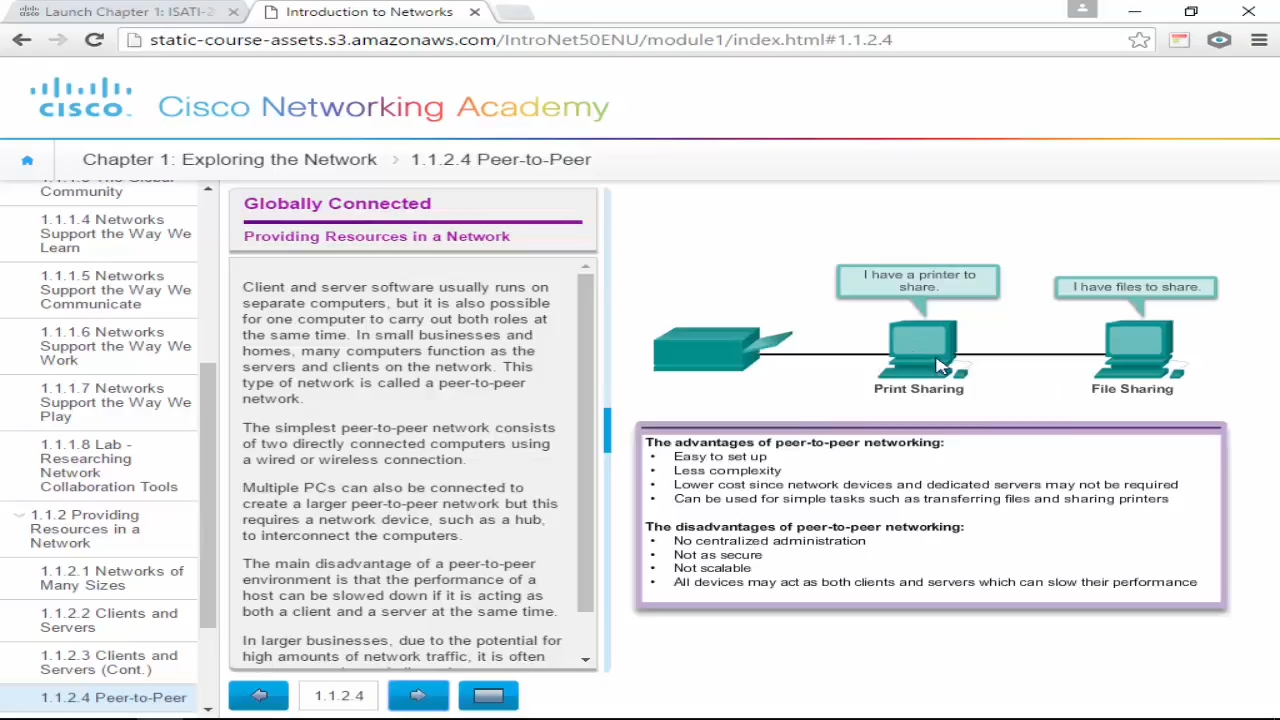 Launch Chapter 1: ISATI-2
Introduction to Networks
static-course-assets.s3.amazonaws.com/IntroNet50ENU/module1/index.html#1.1.2.4
CISCO
Cisco Networking Academy
Chapter 1: Exploring the Network
1.1.2.4 Peer-to-Peer
Community
1.1.1.4 Networks
Support the Way We
Learn
1.1.1.5 Networks
Support the Way We
Communicate
1.1.1.6 Networks
Support the Way We
Work
1.1.1.7 Networks
Support the Way We
Play
1.1.1.8 Lab -
Researching
Network
Collaboration Tools
1.1.2 Providing
Resources in a
Network
1.1.2.1 Networks of
Many Sizes
1.1.2.2 Clients and
Servers
1.1.2.3 Clients and
Servers (Cont.)
1.1.2.4 Peer-to-Peer
Globally Connected
Providing Resources in a Network
Client and server software usually runs on
separate computers, but it is also possible
for one computer to carry out both roles at
the same time. In small businesses and
homes, many computers function as the
servers and clients on the network. This
type of network is called a peer-to-peer
network.
The simplest peer-to-peer network consists
of two directly connected computers using
a wired or wireless connection.
Multiple PCs can also be connected to
create a larger peer-to-peer network but this
requires a network device, such as a hub,
to interconnect the computers.
The main disadvantage of a peer-to-peer
environment is that the performance of a
host can be slowed down if it is acting as
both a client and a server at the same time.
In larger businesses, due to the potential for
high amounts of network traffic, it is often
1.1.2.4
I have a printer to
share.
I have files to share.
Print Sharing
File Sharing
The advantages of peer-to-peer networking:
• Easy to set up
• Less complexity
• Lower cost since network devices and dedicated servers may not be required
• Can be used for simple tasks such as transferring files and sharing printers
The disadvantages of peer-to-peer networking:
• No centralized administration
• Not as secure
• Not scalable
• All devices may act as both clients and servers which can slow their performance